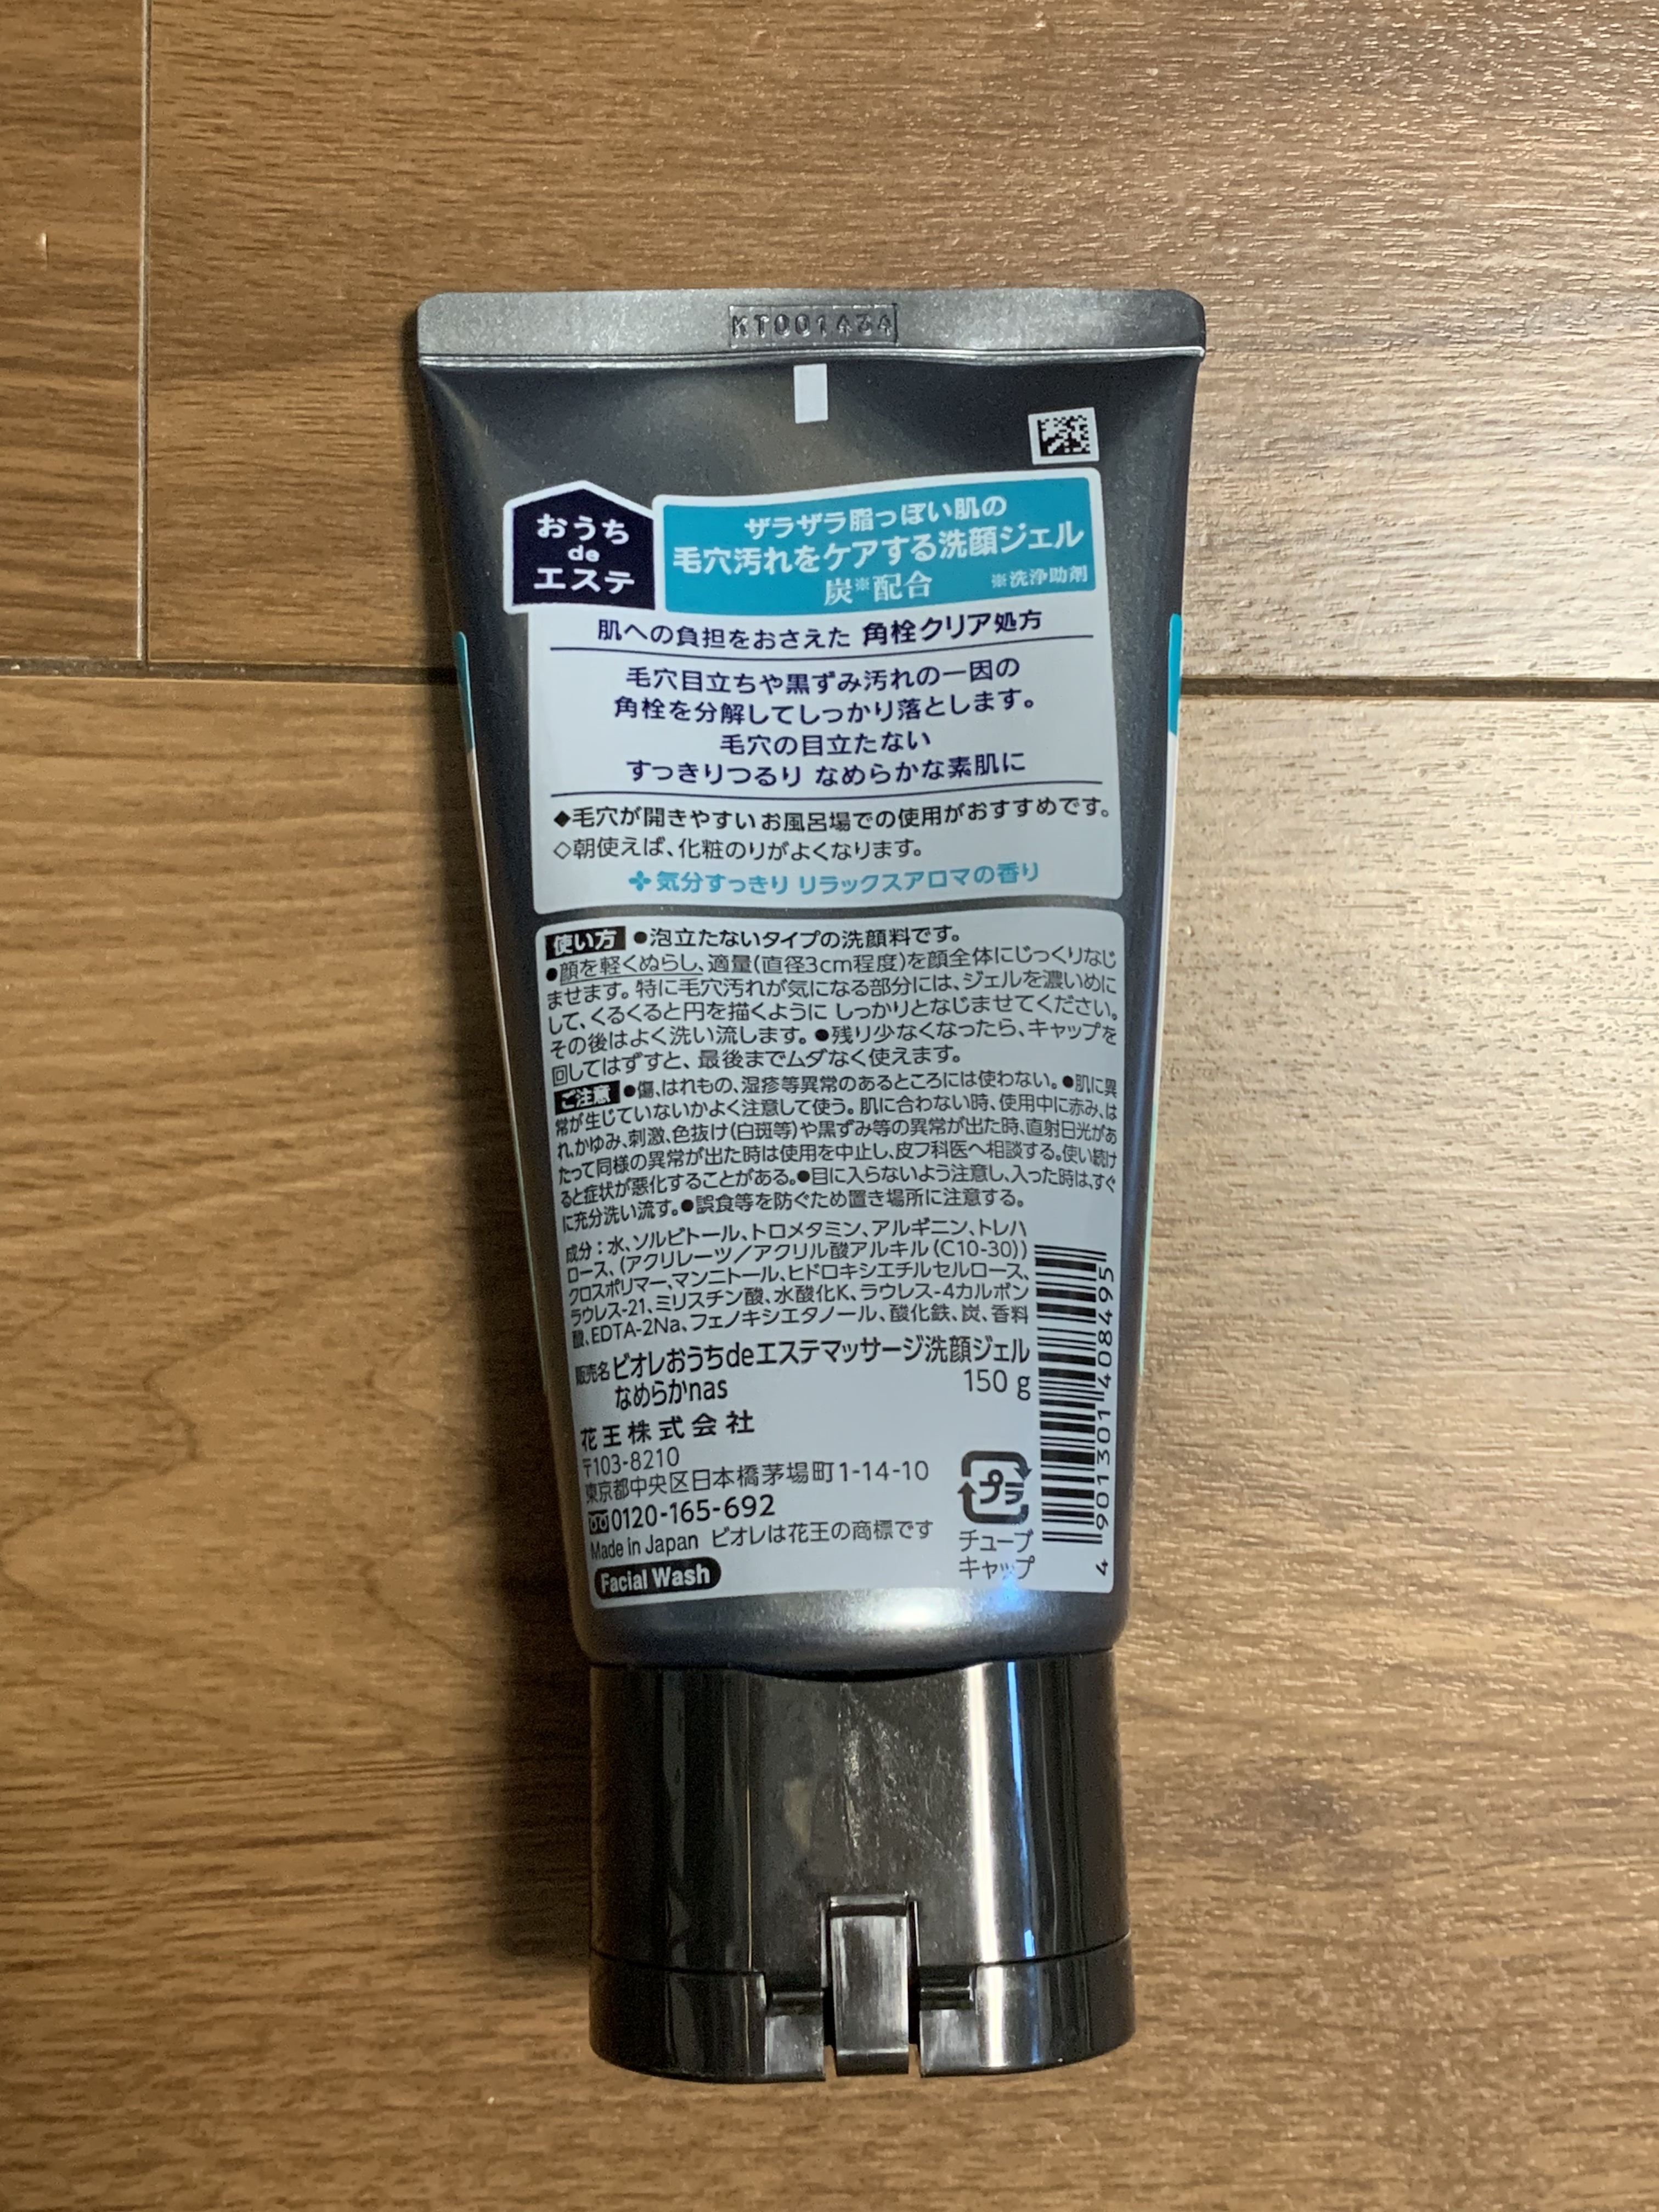 KT001434
おうち
de
エステ
ザラザラ脂っぽい肌の
毛穴汚れをケアする洗顔ジェル
炭※配合 ※洗浄助剤
肌への負担をおさえた 角栓クリア処方
毛穴目立ちや黒ずみ汚れの一因の
角栓を分解してしっかり落とします。
毛穴の目立たない
すっきりつるり なめらかな素肌に
◆毛穴が開きやすいお風呂場での使用がおすすめです。
◇朝使えば、化粧のりがよくなります。
気分すっきり リラックスアロマの香り
使い方 ●泡立たないタイプの洗顔料です。
●顔を軽くぬらし、適量(直径3cm程度)を顔全体にじっくりなじ
ませます。特に毛穴汚れが気になる部分には、ジェルを濃いめに
して、くるくると円を描くように しっかりとなじませてください。
その後はよく洗い流します。●残り少なくなったら、キャップを
回してはずすと、最後までムダなく使えます。
ご注意 ●傷、はれもの、湿疹等異常のあるところには使わない。●肌に異
常が生じていないかよく注意して使う。肌に合わない時、使用中に赤み、は
れ、かゆみ、刺激、色抜け(白斑等)や黒ずみ等の異常が出た時、直射日光があ
たって同様の異常が出た時は使用を中止し、皮フ科医へ相談する。使い続け
ると症状が悪化することがある。●目に入らないよう注意し、入った時は、すぐ
に充分洗い流す。●誤食等を防ぐため置き場所に注意する。
成分：水、ソルビトール、トロメタミン、アルギニン、トレハ
ロース、(アクリレーツ／アクリル酸アルキル(C10-30))
クロスポリマー、マンニトール、ヒドロキシエチルセルロース、
ラウレス-21、ミリスチン酸、水酸化K、ラウレス-4カルボン
酸、EDTA-2Na、フェノキシエタノール、酸化鉄、炭、香料
販売名 ビオレおうちdeエステマッサージ洗顔ジェル
なめらかnas 150 g
花王株式会社
〒103-8210
東京都中央区日本橋茅場町1-14-10
0120-165-692
Made in Japan ビオレは花王の商標です
Facial Wash
プラ
チューブ
キャップ
4 901301 408495